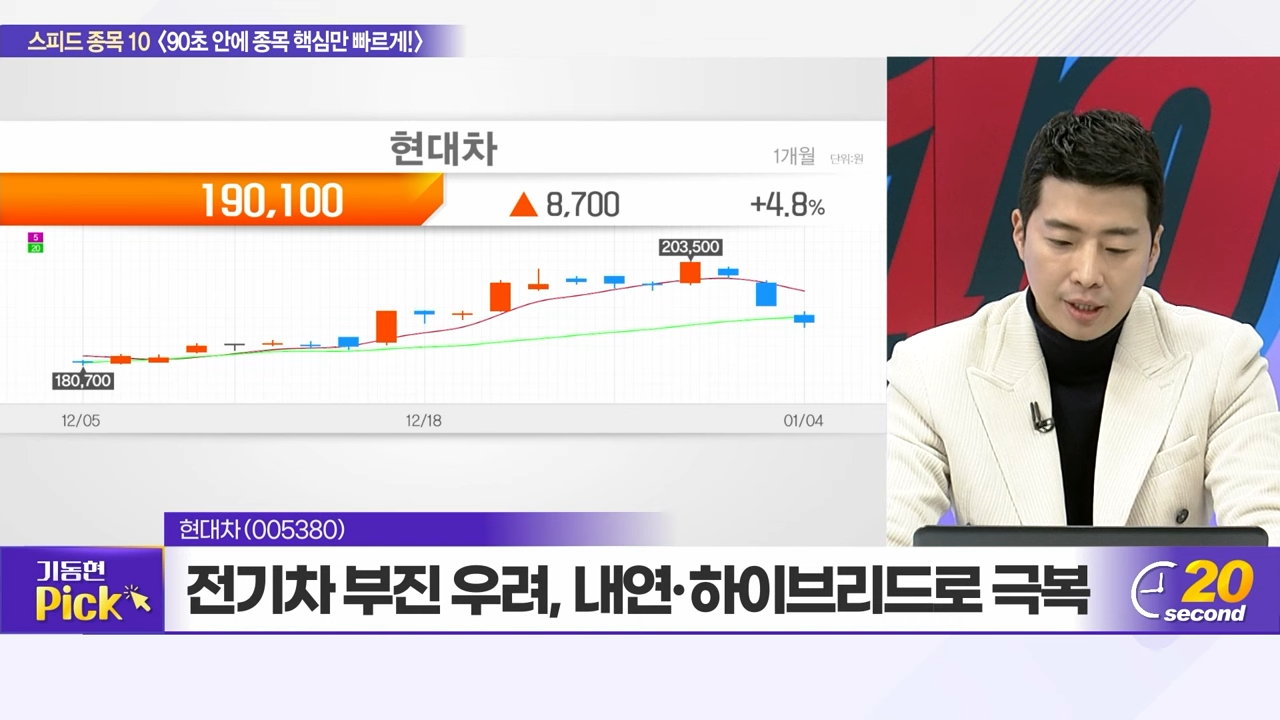 스피드 종목 10 <90초 안에 종목 핵심만 빠르게!>
현대차
1개월 단위:원
190,100 ▲ 8,700 +4.8%
5
20
203,500
180,700
12/05 12/18 01/04
현대차(005380)
기동현
Pick
전기차 부진 우려, 내연·하이브리드로 극복
20
second